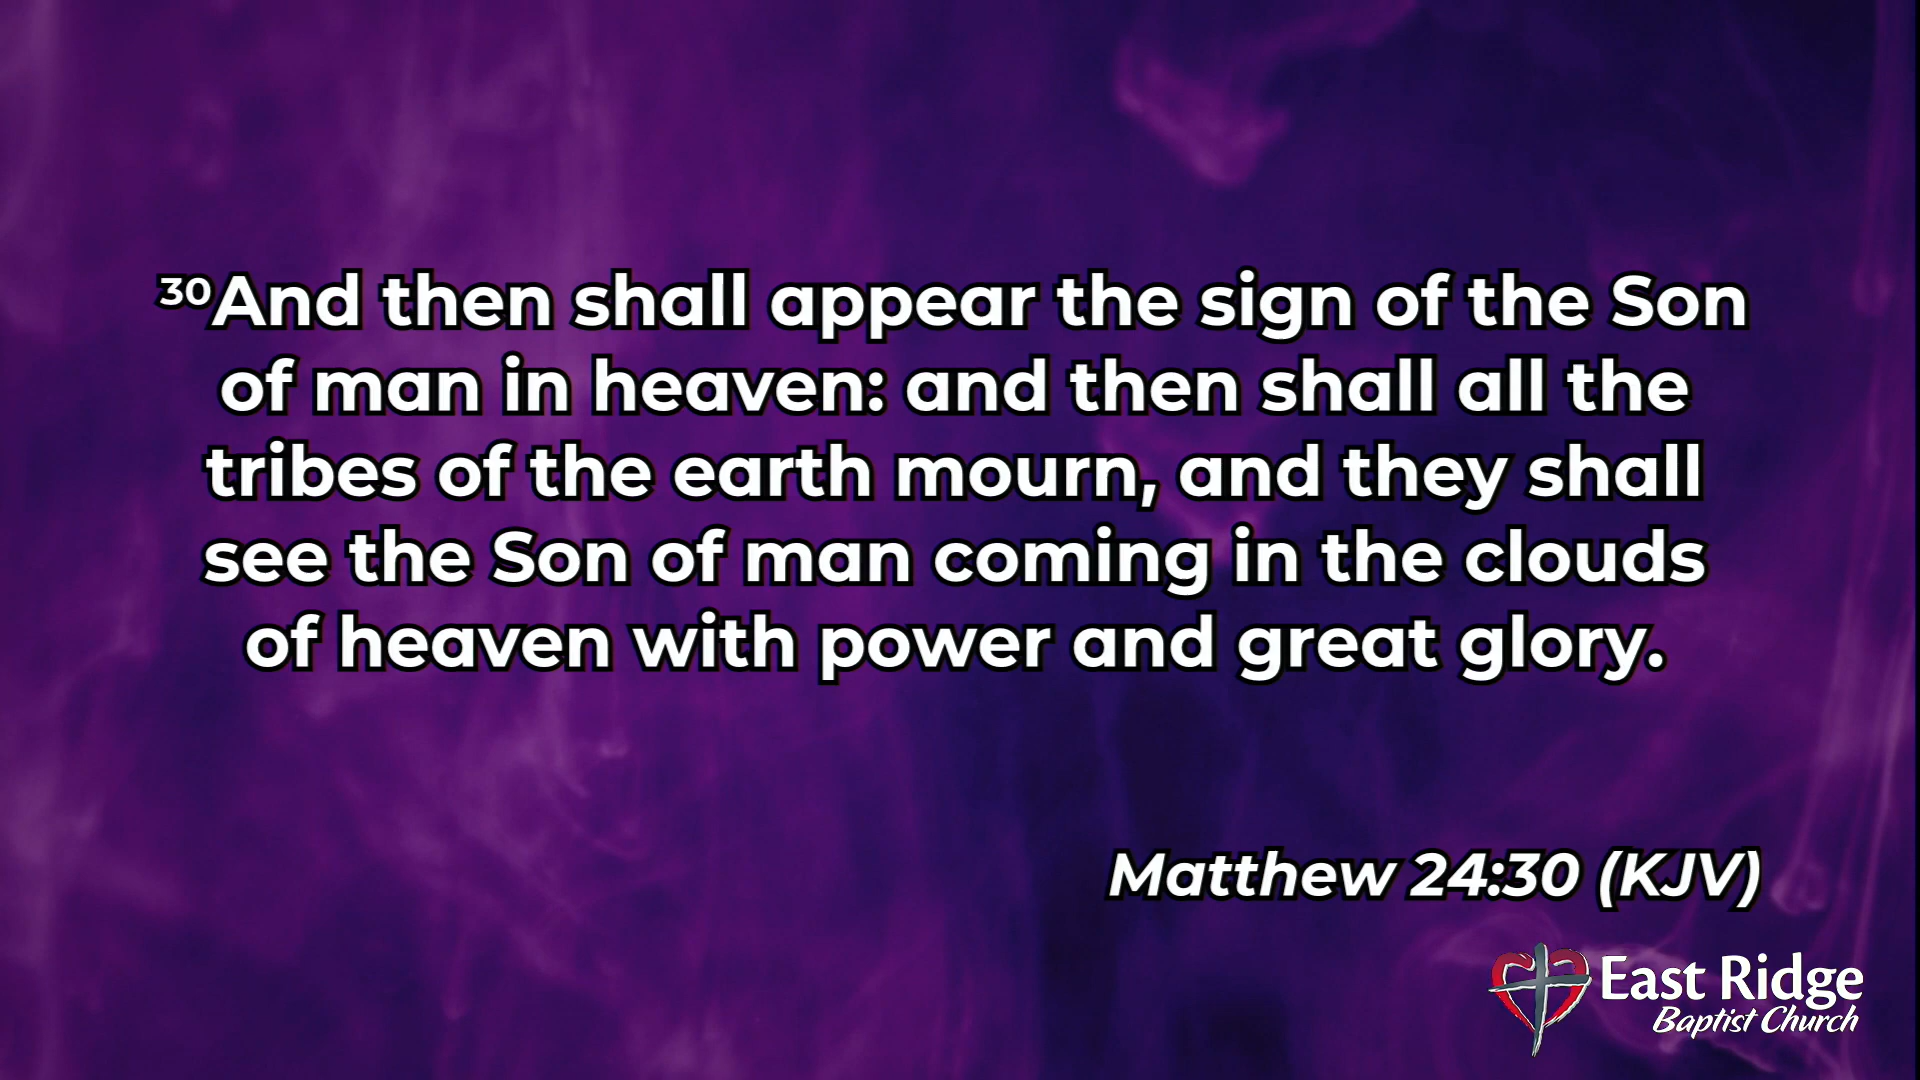 ³⁰And then shall appear the sign of the Son
of man in heaven: and then shall all the
tribes of the earth mourn, and they shall
see the Son of man coming in the clouds
of heaven with power and great glory.
Matthew 24:30 (KJV)
East Ridge
Baptist Church